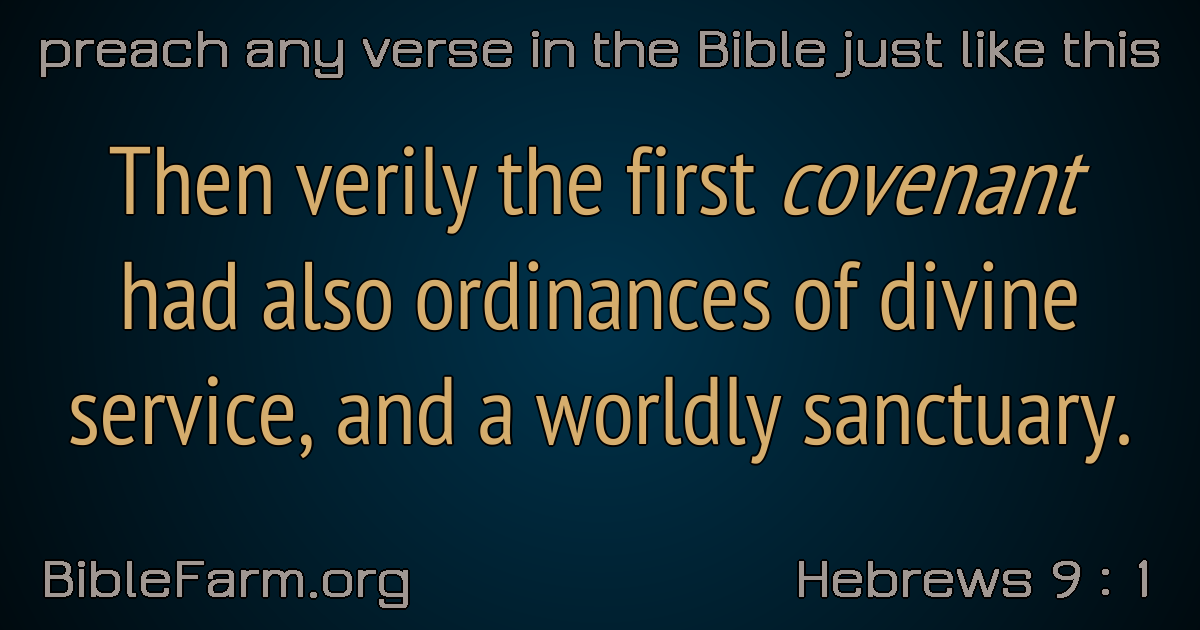 preach any verse in the Bible just like this
Then verily the first covenant
had also ordinances of divine
service, and a worldly sanctuary.
BibleFarm.org
Hebrews 9 : 1